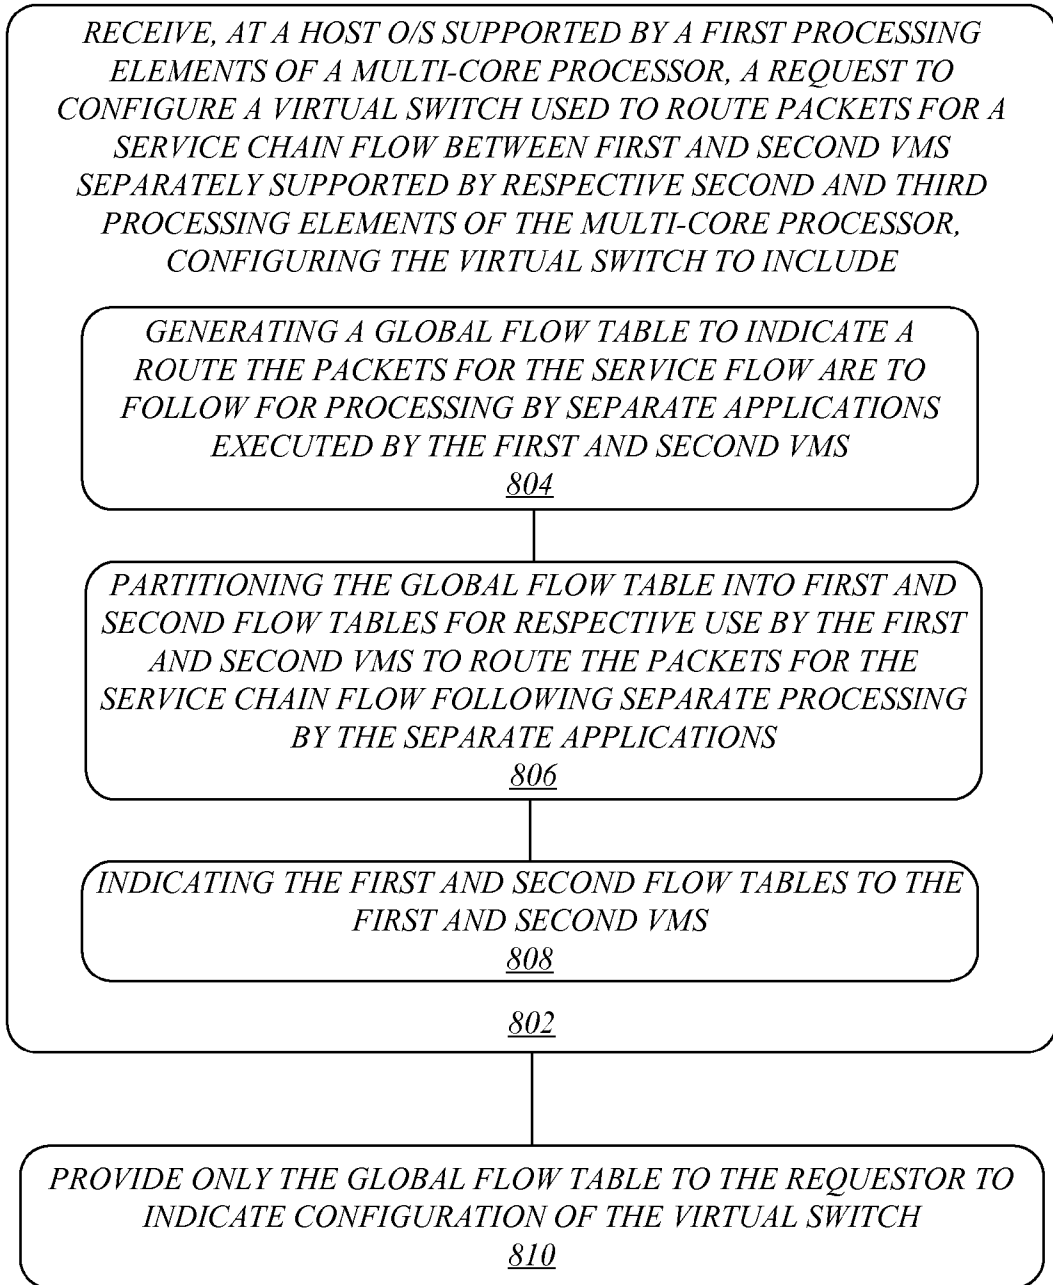 RECEIVE, AT A HOST O/S SUPPORTED BY A FIRST PROCESSING
ELEMENTS OF A MULTI-CORE PROCESSOR, A REQUEST TO
CONFIGURE A VIRTUAL SWITCH USED TO ROUTE PACKETS FOR A
SERVICE CHAIN FLOW BETWEEN FIRST AND SECOND VMS
SEPARATELY SUPPORTED BY RESPECTIVE SECOND AND THIRD
PROCESSING ELEMENTS OF THE MULTI-CORE PROCESSOR,
CONFIGURING THE VIRTUAL SWITCH TO INCLUDE
GENERATING A GLOBAL FLOW TABLE TO INDICATE A
ROUTE THE PACKETS FOR THE SERVICE FLOW ARE TO
FOLLOW FOR PROCESSING BY SEPARATE APPLICATIONS
EXECUTED BY THE FIRST AND SECOND VMS
804
PARTITIONING THE GLOBAL FLOW TABLE INTO FIRST AND
SECOND FLOW TABLES FOR RESPECTIVE USE BY THE FIRST
AND SECOND VMS TO ROUTE THE PACKETS FOR THE
SERVICE CHAIN FLOW FOLLOWING SEPARATE PROCESSING
BY THE SEPARATE APPLICATIONS
806
INDICATING THE FIRST AND SECOND FLOW TABLES TO THE
FIRST AND SECOND VMS
808
802
PROVIDE ONLY THE GLOBAL FLOW TABLE TO THE REQUESTOR TO
INDICATE CONFIGURATION OF THE VIRTUAL SWITCH
810